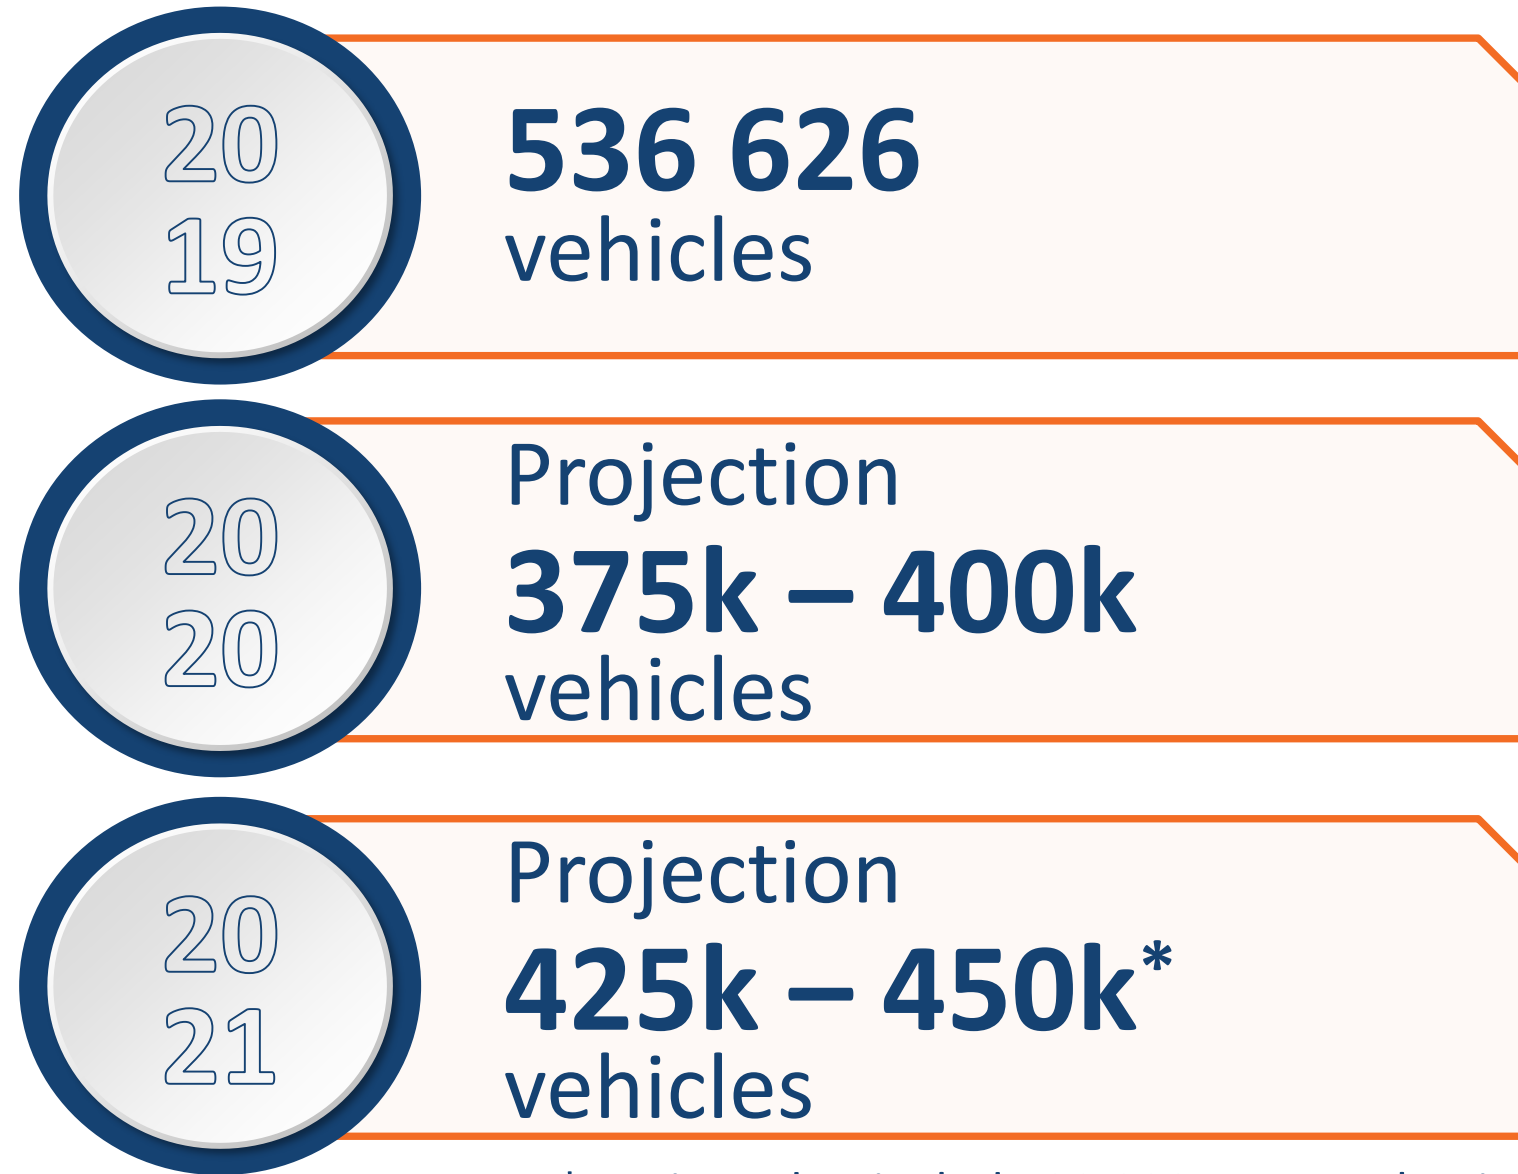 20
19
536 626
vehicles
20
20
Projection
375k – 400k
vehicles
20
21
Projection
425k – 450k*
vehicles